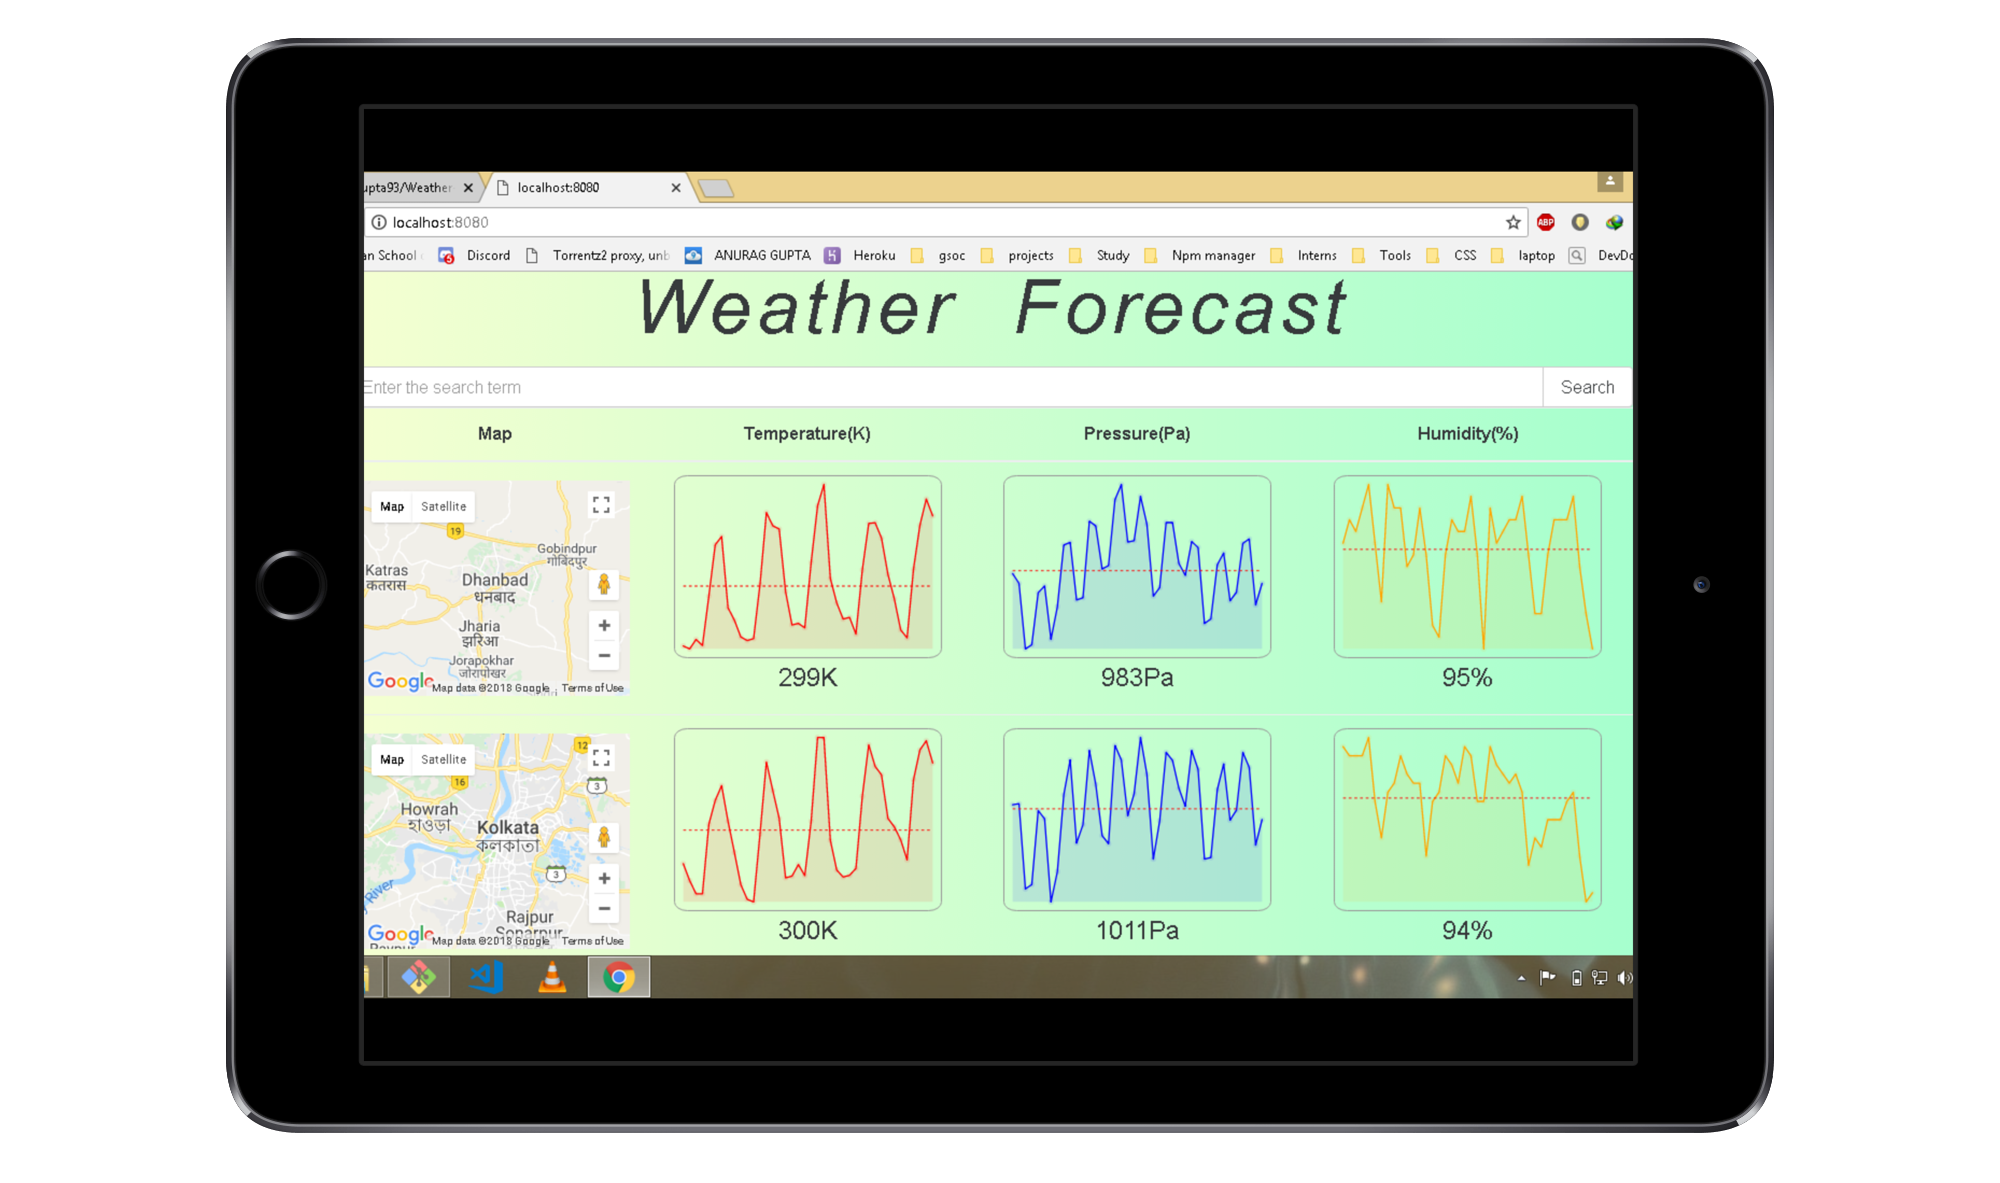 upta93/Weather
localhost:8080
localhost:8080
ABP
an School
Discord
Torrentz2 proxy, unb
ANURAG GUPTA
Heroku
gsoc
projects
Study
Npm manager
Interns
Tools
CSS
laptop
DevDo
Weather Forecast
Enter the search term
Search
Map
Temperature(K)
Pressure(Pa)
Humidity(%)
Map Satellite
19
Gobindpur
गोबिंदपुर
Katras
कतरास
Dhanbad
धनबाद
Jharia
झरिआ
Jorapokhar
जोरापोखर
Google
Map data ©2018 Google
Terms of Use
299K
983Pa
95%
Map Satellite
12
16
3
Howrah
হাওড়া
Kolkata
কলকাতা
3
River
Rajpur
Sonarpur
Google
Map data ©2018 Google
Terms of Use
300K
1011Pa
94%